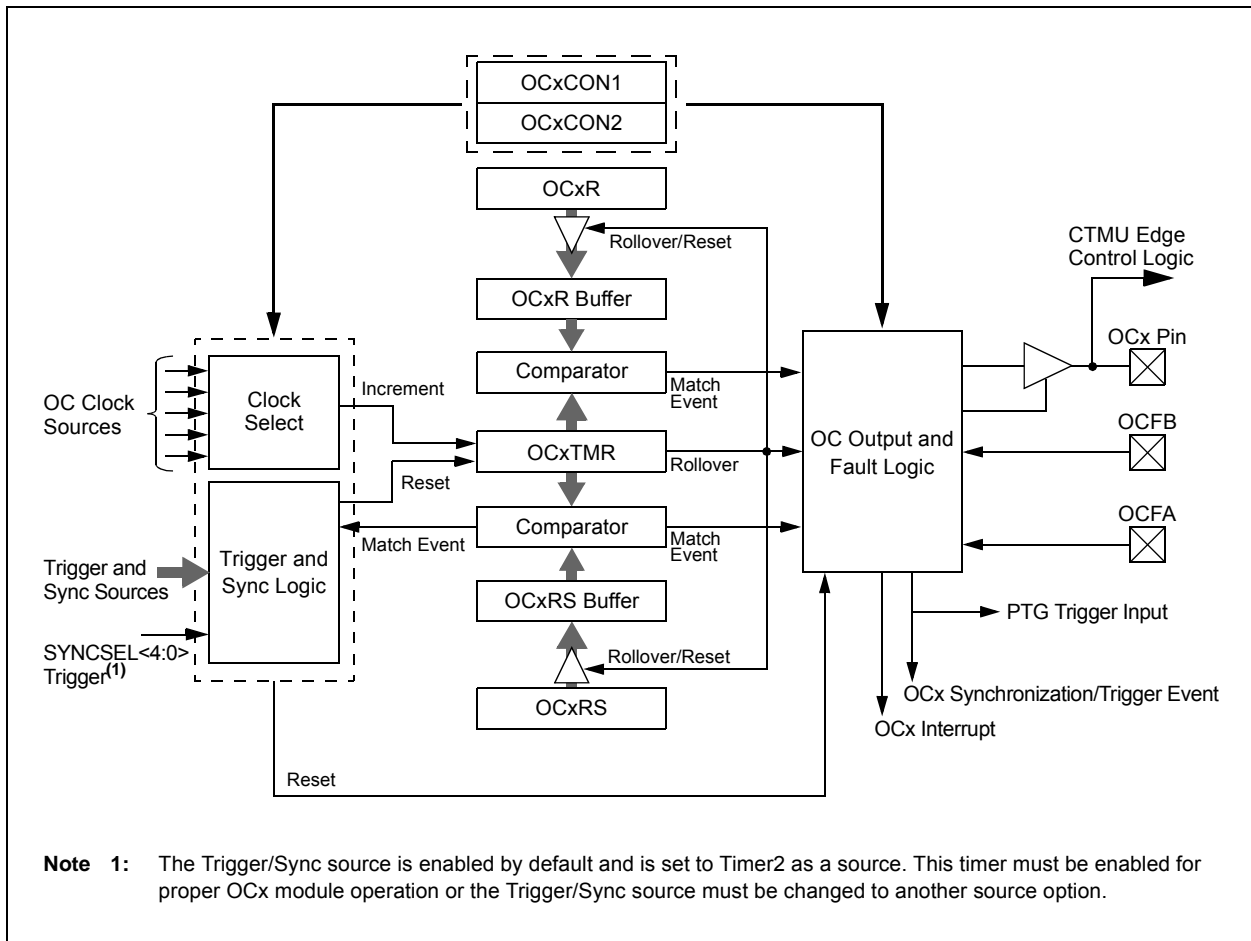 OCxCON1
OCxCON2
OCxR
Rollover/Reset
CTMU Edge
Control Logic
OCxR Buffer
OCx Pin
Comparator
Match
Event
Increment
OC Clock
Sources
Clock
Select
OCxTMR
Rollover
OC Output and
Fault Logic
OCFB
Reset
Comparator
Match Event
Match
Event
OCFA
Trigger and
Sync Logic
Trigger and
Sync Sources
OCxRS Buffer
PTG Trigger Input
SYNCSEL<4:0>
Trigger(1)
Rollover/Reset
OCxRS
OCx Synchronization/Trigger Event
OCx Interrupt
Reset
Note 1: The Trigger/Sync source is enabled by default and is set to Timer2 as a source. This timer must be enabled for
proper OCx module operation or the Trigger/Sync source must be changed to another source option.